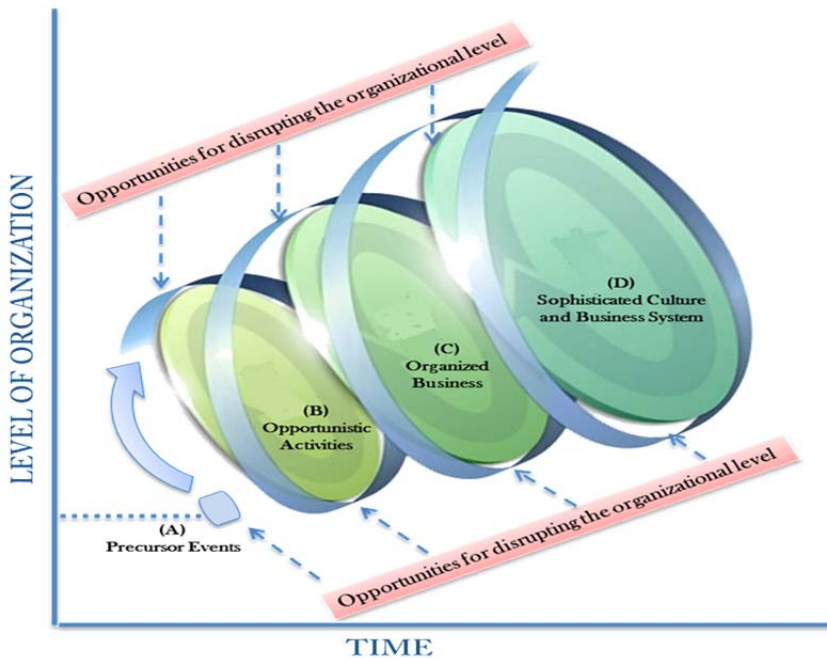 Opportunities for disrupting the organizational level
LEVEL OF ORGANIZATION
(D)
Sophisticated Culture
and Business System
(C)
Organized
Business
(B)
Opportunistic
Activities
(A)
Precursor Events
Opportunities for disrupting the organizational level
TIME